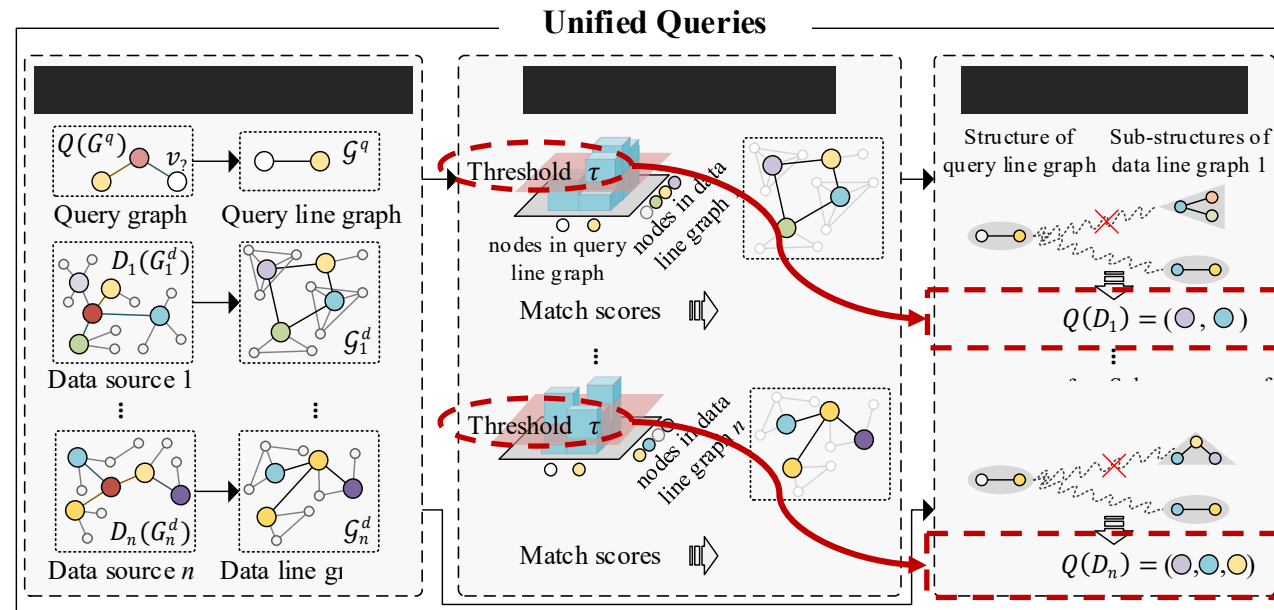 Unified Queries
Q(G^q)
v_?
𝒢^q
Query graph
Query line graph
D_1(G_1^d)
𝒢_1^d
Data source 1
...
...
D_n(G_n^d)
𝒢_n^d
Data source n
Data line gr
Threshold τ
nodes in query
line graph
nodes in data
line graph 1
Match scores
...
Threshold τ
nodes in data
line graph n
Match scores
Structure of
query line graph
Sub-structures of
data line graph 1
Q(D_1) = ( , )
...
Q(D_n) = ( , , )